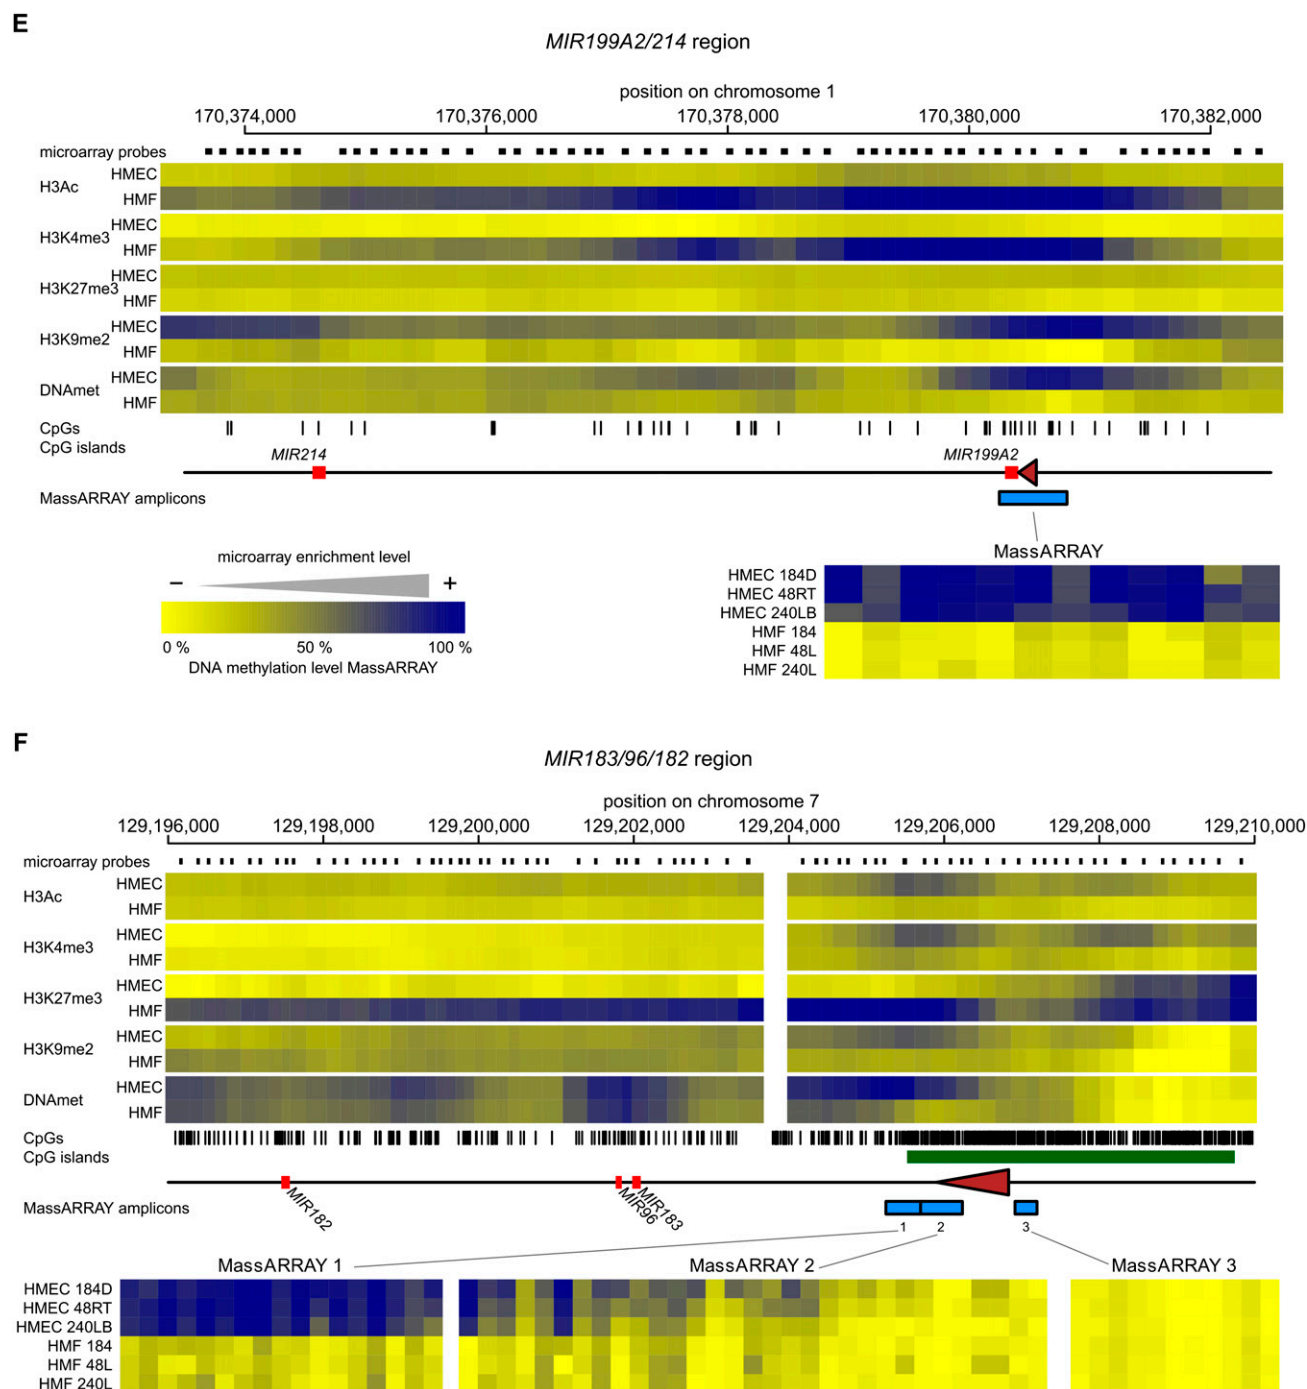 E
MIR199A2/214 region
position on chromosome 1
170,374,000 170,376,000 170,378,000 170,380,000 170,382,000
microarray probes
H3Ac HMEC
HMF
H3K4me3 HMEC
HMF
H3K27me3 HMEC
HMF
H3K9me2 HMEC
HMF
DNAmet HMEC
HMF
CpGs
CpG islands
MIR214 MIR199A2
MassARRAY amplicons
microarray enrichment level
− +
0 % 50 % 100 %
DNA methylation level MassARRAY
MassARRAY
HMEC 184D
HMEC 48RT
HMEC 240LB
HMF 184
HMF 48L
HMF 240L
F
MIR183/96/182 region
position on chromosome 7
129,196,000 129,198,000 129,200,000 129,202,000 129,204,000 129,206,000 129,208,000 129,210,000
microarray probes
H3Ac HMEC
HMF
H3K4me3 HMEC
HMF
H3K27me3 HMEC
HMF
H3K9me2 HMEC
HMF
DNAmet HMEC
HMF
CpGs
CpG islands
MIR182 MIR96 MIR183
MassARRAY amplicons
1 2 3
MassARRAY 1 MassARRAY 2 MassARRAY 3
HMEC 184D
HMEC 48RT
HMEC 240LB
HMF 184
HMF 48L
HMF 240L